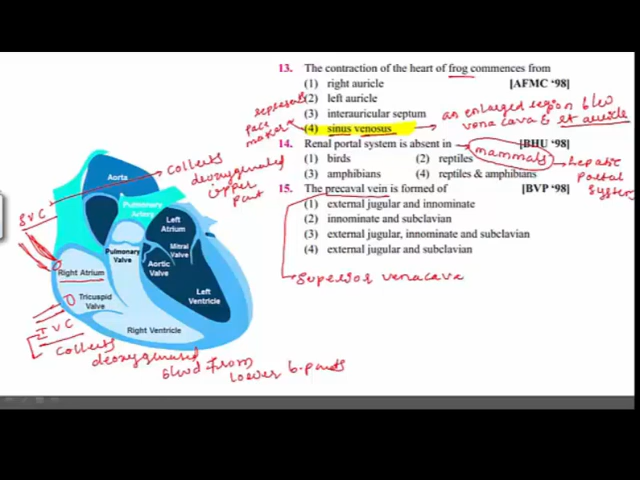 13. The contraction of the heart of frog commences from
(1) right auricle [AFMC '98]
(2) left auricle
(3) interauricular septum
(4) sinus venosus
represents
pace
maker
an enlarged region b/w
vena cava & rt auricle
14. Renal portal system is absent in [BHU '98]
(1) birds (2) reptiles
(3) amphibians (4) reptiles & amphibians
mammals
Hepatic
portal
system
15. The precaval vein is formed of [BVP '98]
(1) external jugular and innominate
(2) innominate and subclavian
(3) external jugular, innominate and subclavian
(4) external jugular and subclavian
Superior venacava
collects
deoxygenated
upper
part
SVC
Aorta
Pulmonary
Artery
Left
Atrium
Mitral
Valve
Pulmonary
Valve
Aortic
Valve
Right Atrium
Tricuspid
Valve
Left
Ventricle
Right Ventricle
IVC
collects
deoxygenated
blood from
lower b.parts